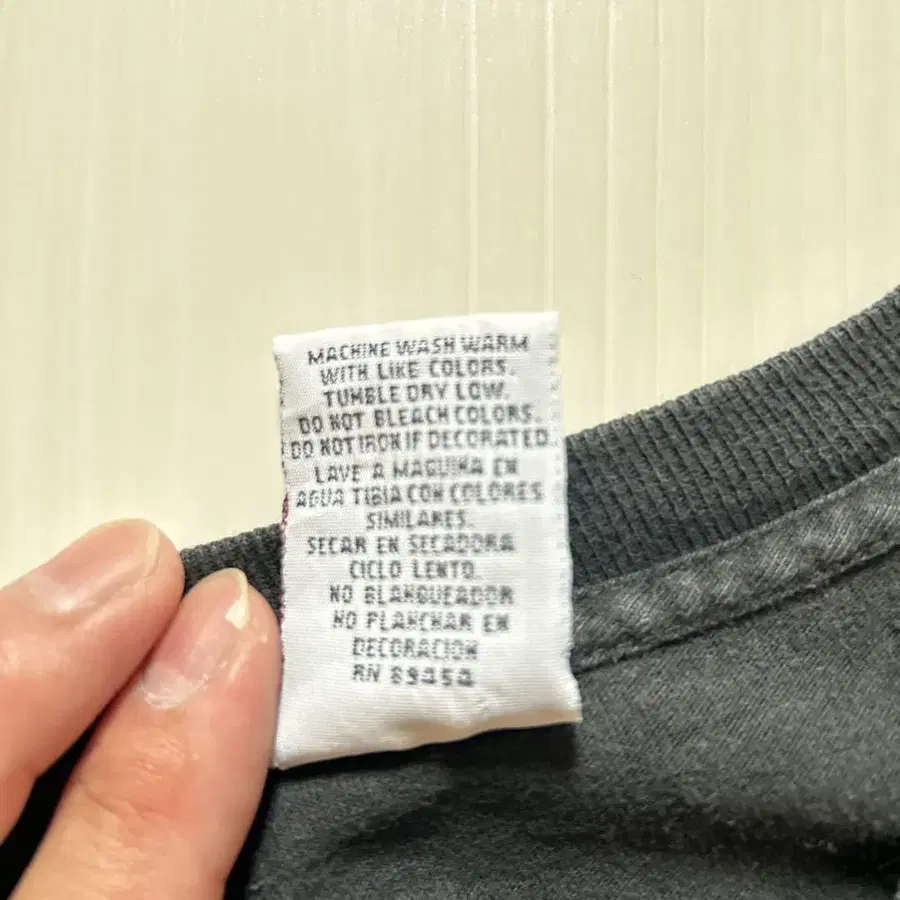 MACHINE WASH WARM
WITH LIKE COLORS.
TUMBLE DRY LOW.
DO NOT BLEACH COLORS.
DO NOT IRON IF DECORATED.
LAVE A MAQUINA EN
AGUA TIBIA CON COLORES
SIMILARES.
SECAR EN SECADORA
CICLO LENTO.
NO BLANQUEADOR
NO PLANCHAR EN
DECORACION
RN 89454